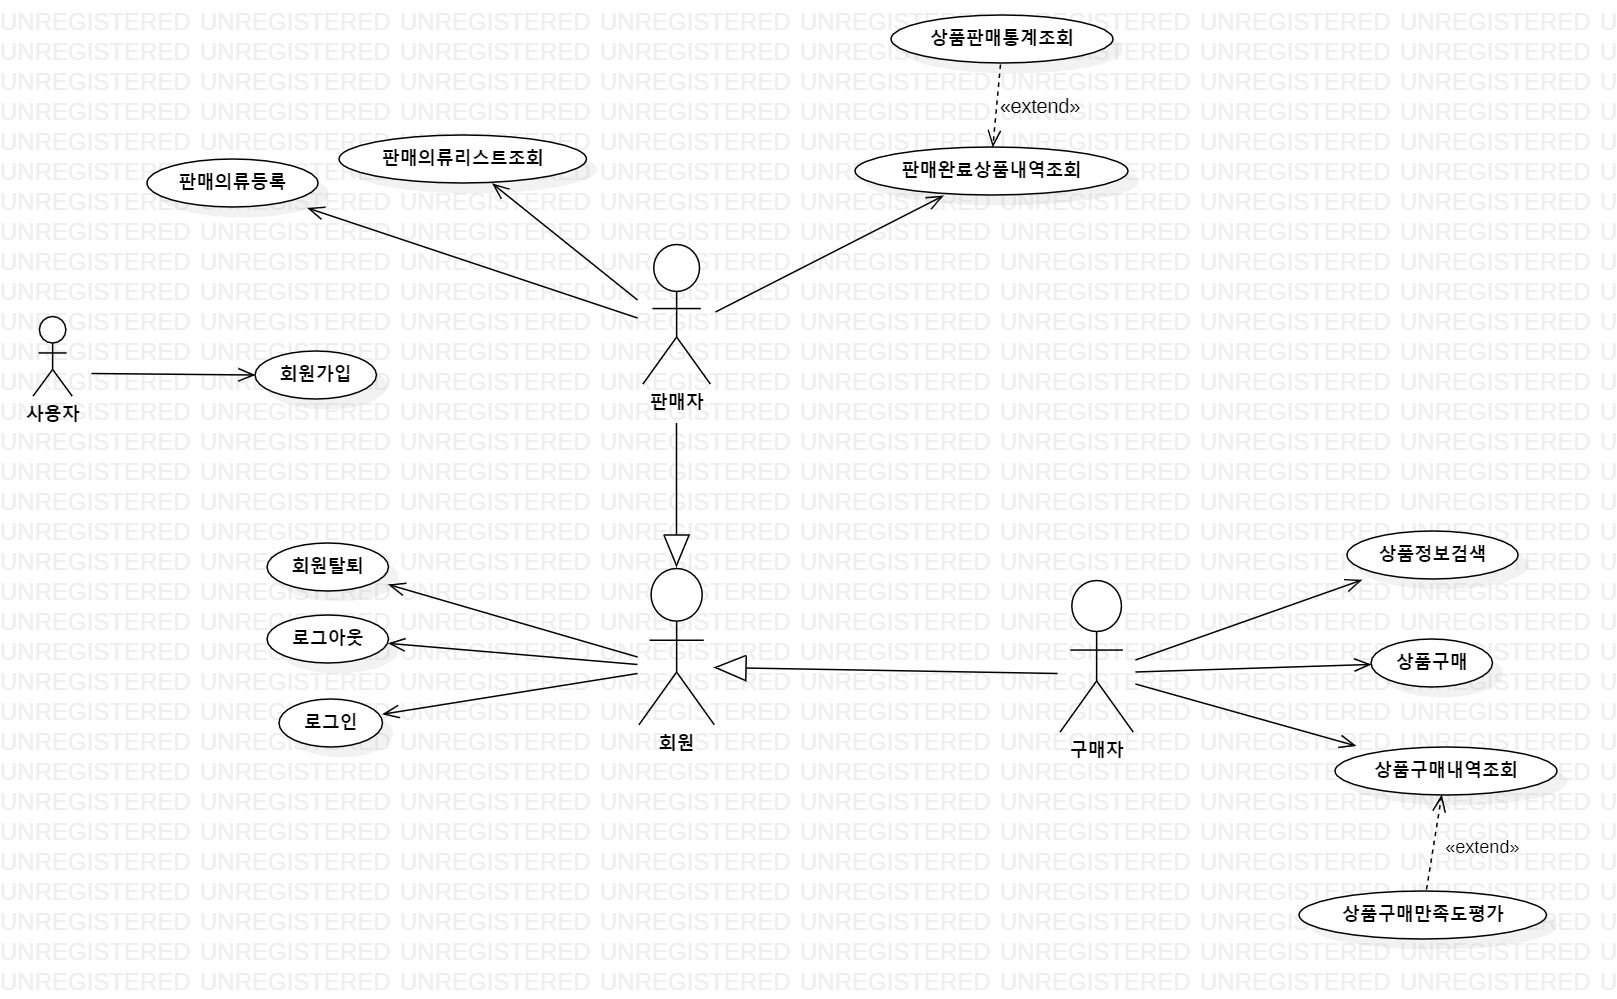 상품판매통계조회
«extend»
판매의류리스트조회
판매완료상품내역조회
판매의류등록
회원가입
사용자
판매자
회원탈퇴
상품정보검색
로그아웃
상품구매
로그인
회원
구매자
상품구매내역조회
«extend»
상품구매만족도평가
UNREGISTERED